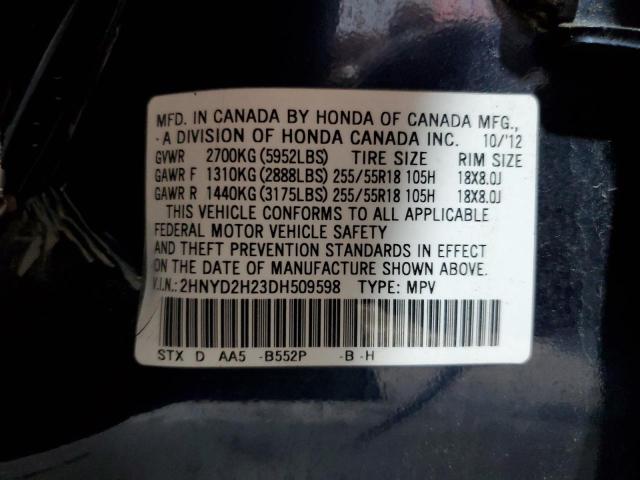 MFD. IN CANADA BY HONDA OF CANADA MFG.,
-A DIVISION OF HONDA CANADA INC. 10/'12
GVWR 2700KG (5952LBS) TIRE SIZE RIM SIZE
GAWR F 1310KG (2888LBS) 255/55R18 105H 18X8.0J
GAWR R 1440KG (3175LBS) 255/55R18 105H 18X8.0J
THIS VEHICLE CONFORMS TO ALL APPLICABLE
FEDERAL MOTOR VEHICLE SAFETY
AND THEFT PREVENTION STANDARDS IN EFFECT
ON THE DATE OF MANUFACTURE SHOWN ABOVE.
V.I.N.: 2HNYD2H23DH509598 TYPE: MPV
STX D AA5 -B552P -B -H